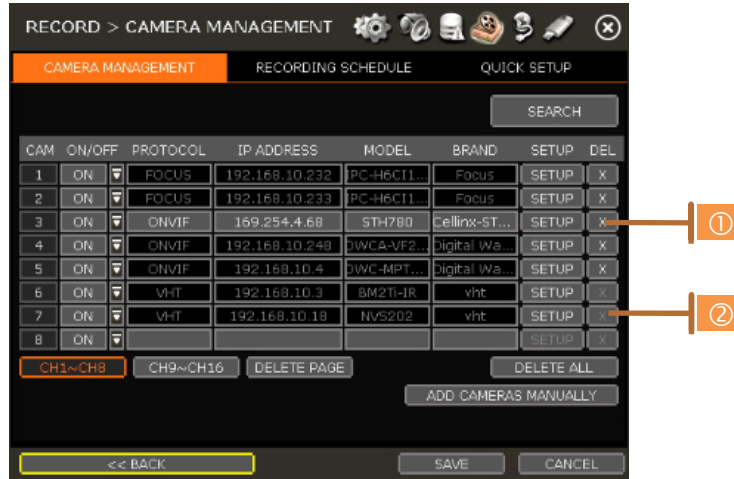 RECORD > CAMERA MANAGEMENT
CAMERA MANAGEMENT RECORDING SCHEDULE QUICK SETUP
SEARCH
CAM ON/OFF PROTOCOL IP ADDRESS MODEL BRAND SETUP DEL
1 ON FOCUS 192.168.10.232 IPC-H6CI1... Focus SETUP X
2 ON FOCUS 192.168.10.233 IPC-H6CI1... Focus SETUP X
3 ON ONVIF 169.254.4.68 STH780 Cellinx-ST... SETUP X ①
4 ON ONVIF 192.168.10.248 DWCA-VF2... Digital Wa... SETUP X
5 ON ONVIF 192.168.10.4 DWC-MPT... Digital Wa... SETUP X
6 ON VHT 192.168.10.3 BM2Ti-IR vht SETUP X
7 ON VHT 192.168.10.18 NVS202 vht SETUP X ②
8 ON SETUP X
CH1~CH8 CH9~CH16 DELETE PAGE DELETE ALL
ADD CAMERAS MANUALLY
<< BACK SAVE CANCEL